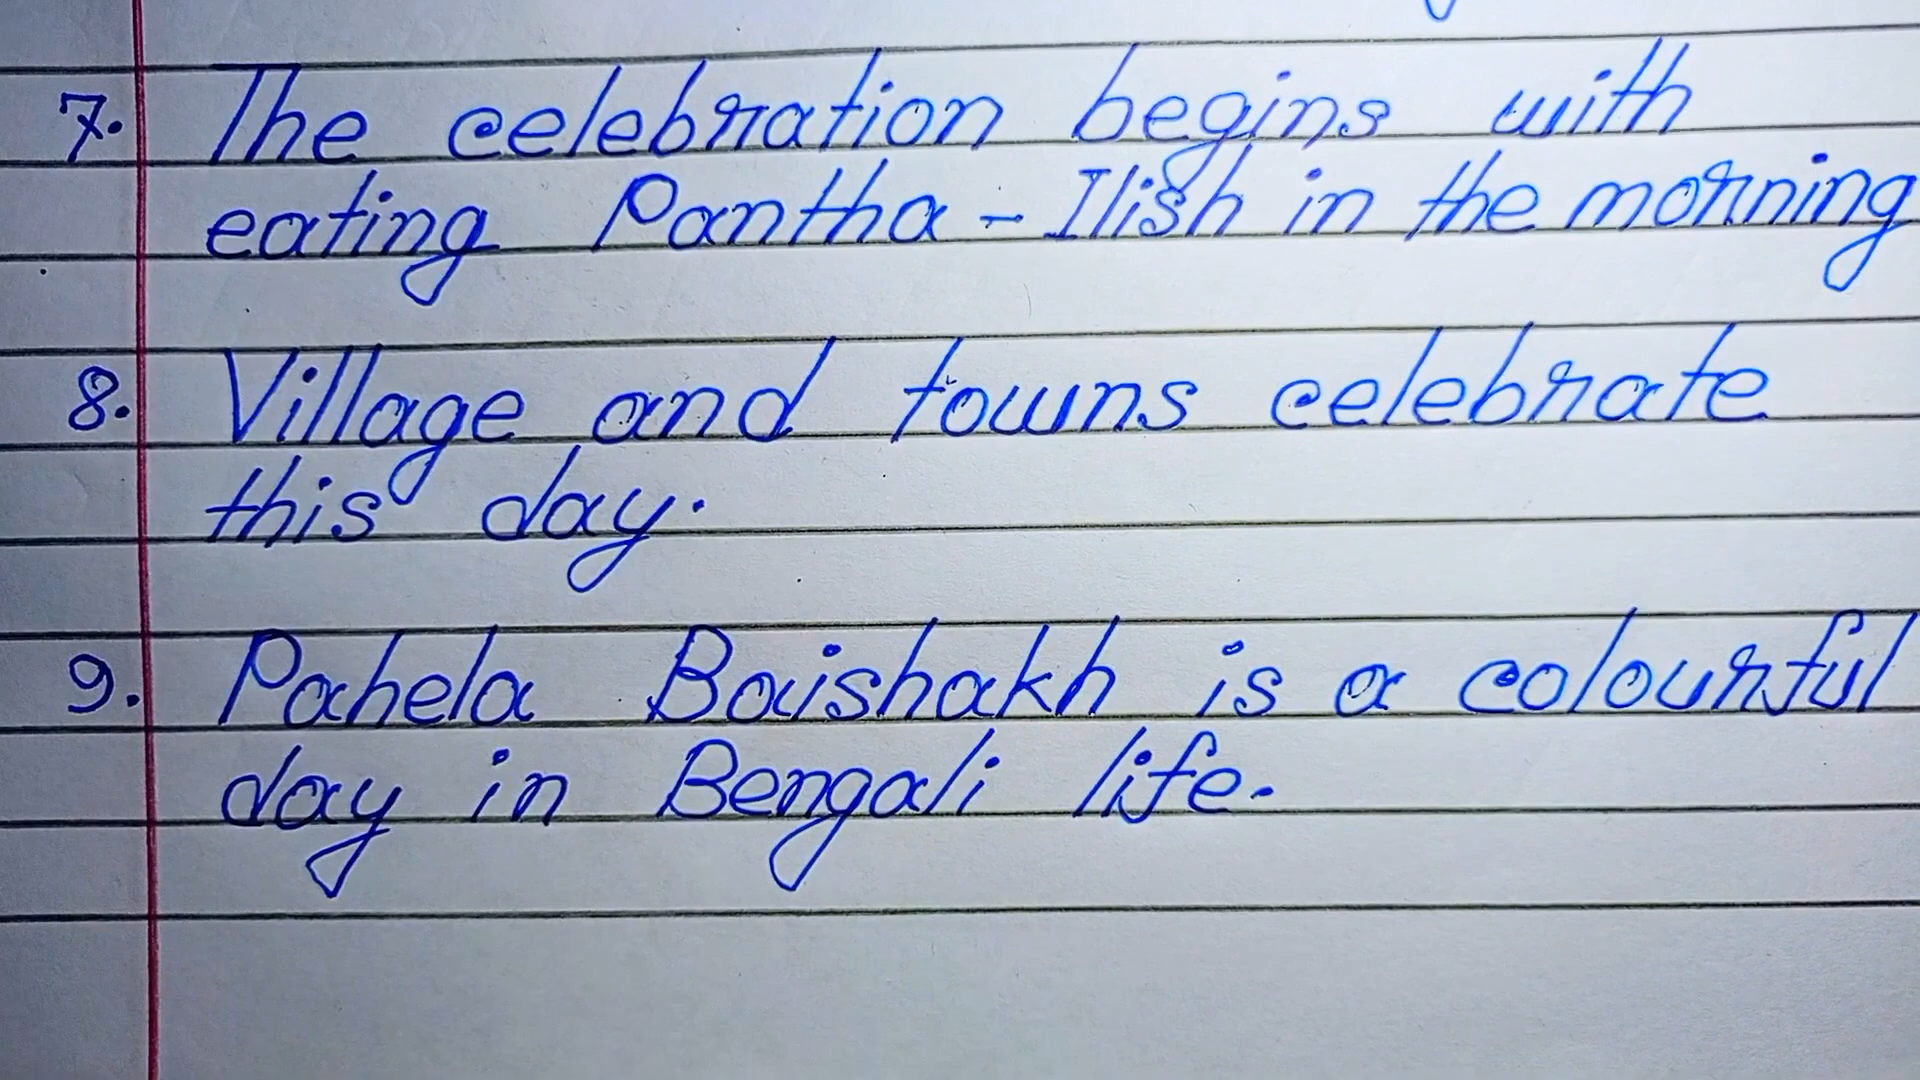 7. The celebration begins with
eating Pantha - Ilish in the morning
8. Village and towns celebrate
this day.
9. Pahela Baishakh is a colourful
day in Bengali life.